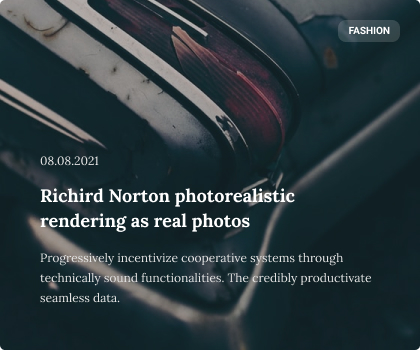 FASHION
08.08.2021
Richird Norton photorealistic
rendering as real photos
Progressively incentivize cooperative systems through
technically sound functionalities. The credibly productivate
seamless data.